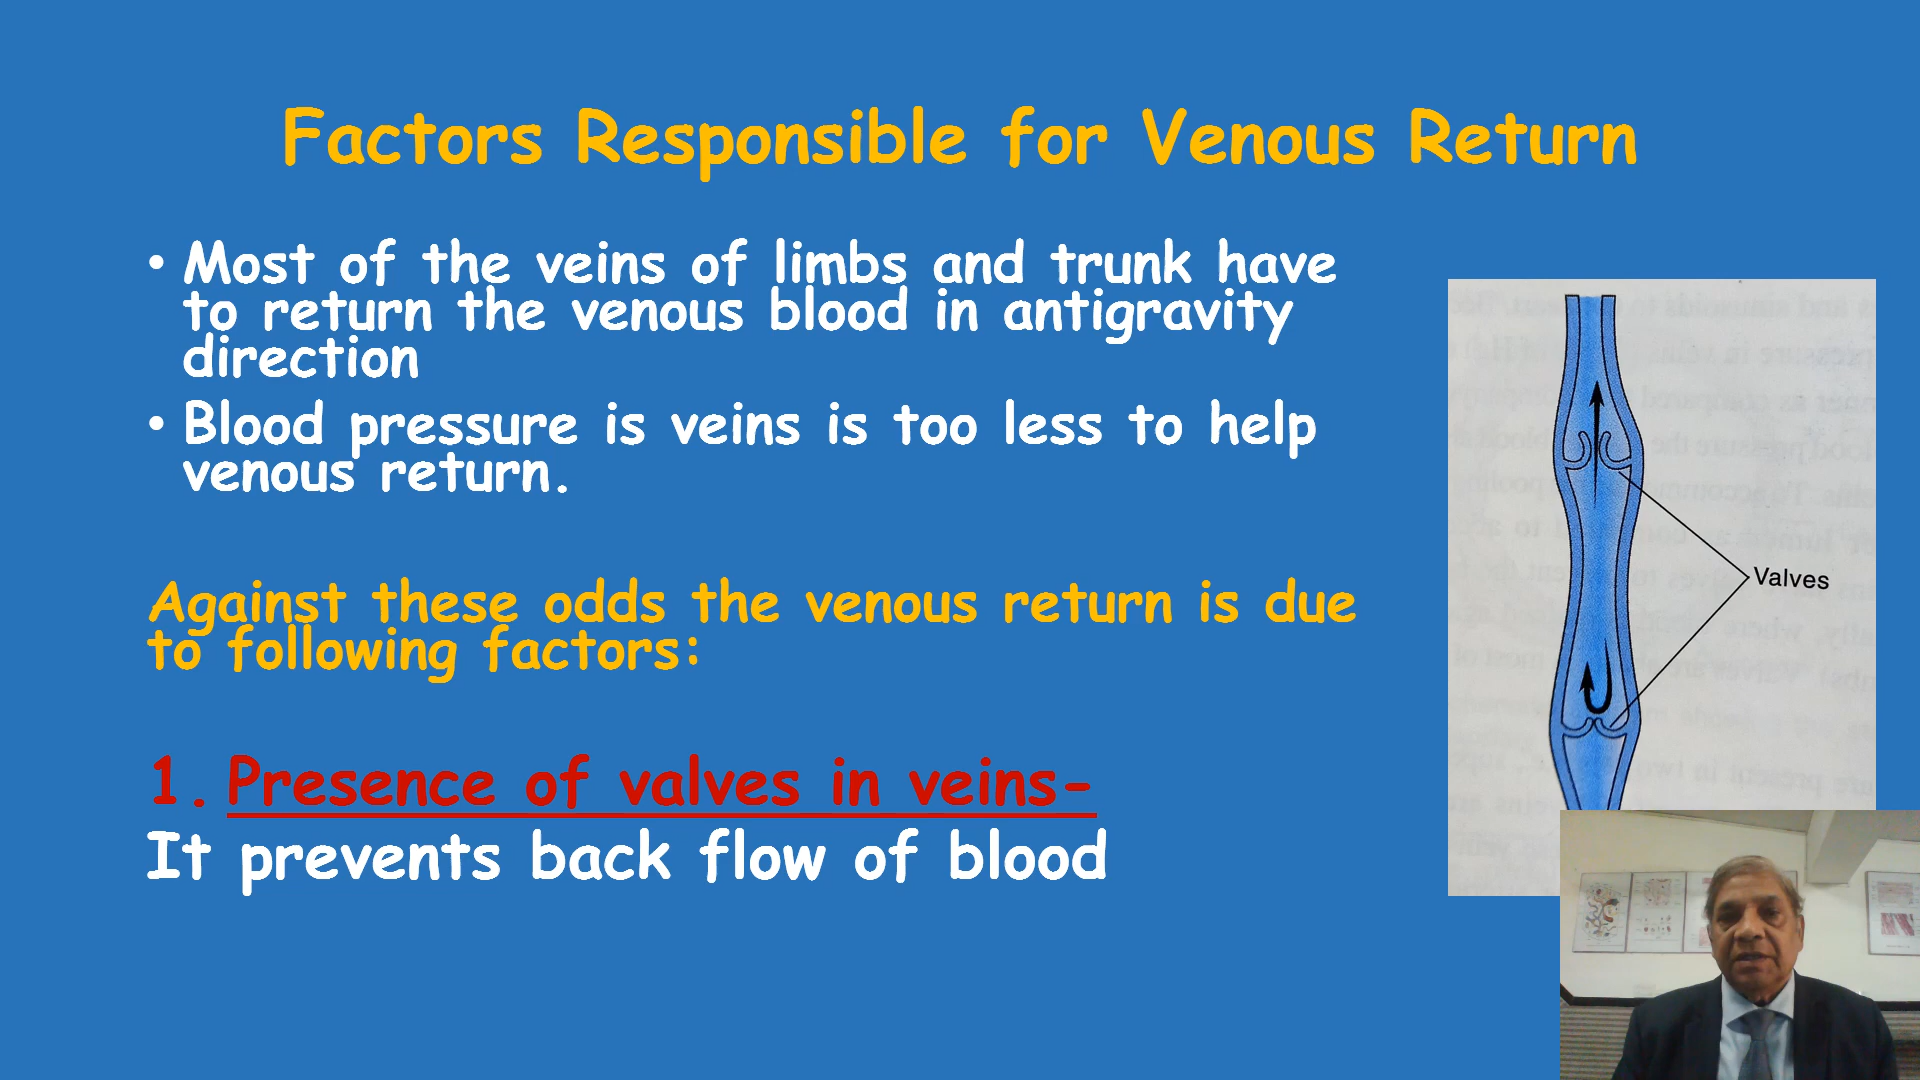 Factors Responsible for Venous Return
• Most of the veins of limbs and trunk have
to return the venous blood in antigravity
direction
• Blood pressure is veins is too less to help
venous return.
Against these odds the venous return is due
to following factors:
1. Presence of valves in veins-
It prevents back flow of blood
Valves